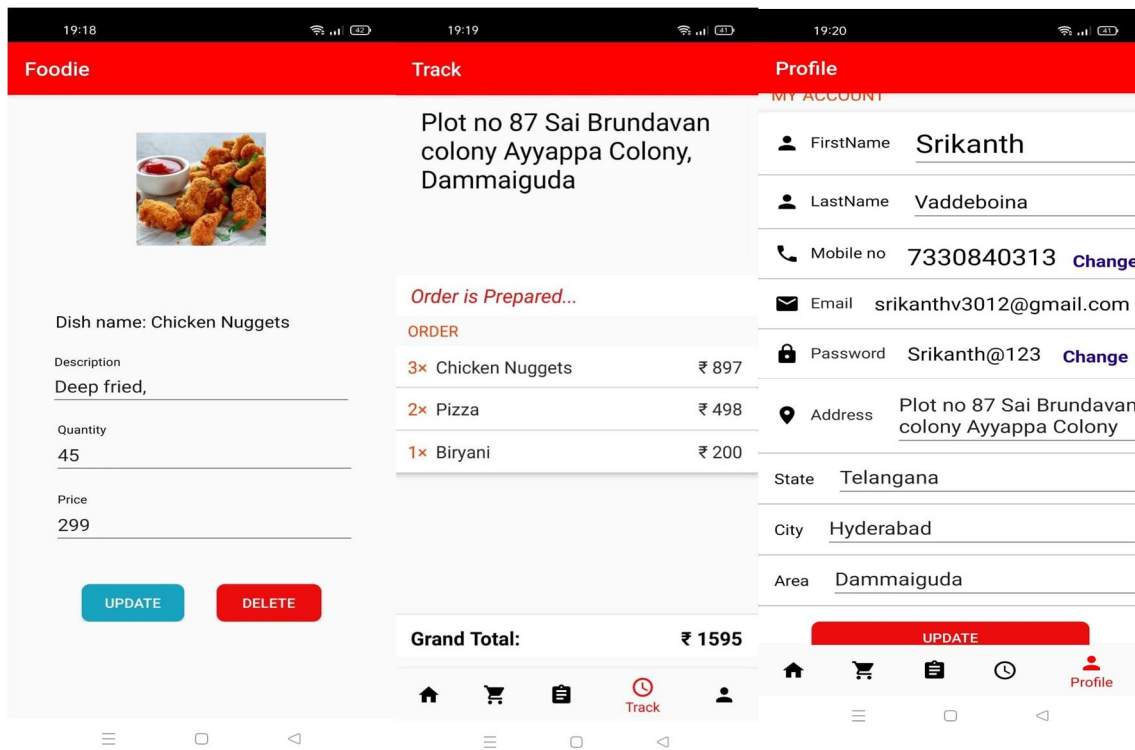 19:18
42
Foodie
Dish name: Chicken Nuggets
Description
Deep fried,
Quantity
45
Price
299
UPDATE
DELETE
19:19
41
Track
Plot no 87 Sai Brundavan
colony Ayyappa Colony,
Dammaiguda
Order is Prepared...
ORDER
3× Chicken Nuggets ₹ 897
2× Pizza ₹ 498
1× Biryani ₹ 200
Grand Total: ₹ 1595
Track
19:20
41
Profile
MY ACCOUNT
FirstName Srikanth
LastName Vaddeboina
Mobile no 7330840313 Change
Email srikanthv3012@gmail.com
Password Srikanth@123 Change
Address Plot no 87 Sai Brundavan
colony Ayyappa Colony
State Telangana
City Hyderabad
Area Dammaiguda
UPDATE
Profile